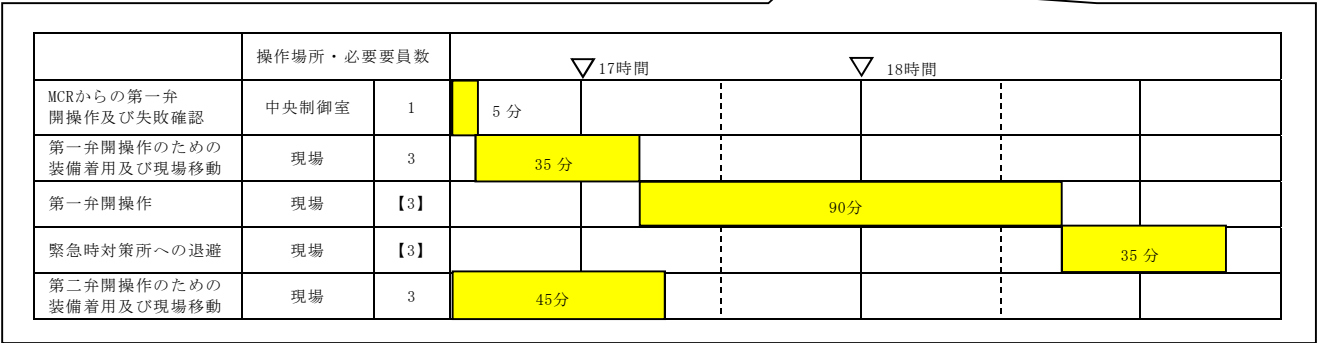 操作場所・必要要員数
▽17時間
▽ 18時間
MCRからの第一弁
開操作及び失敗確認
中央制御室
1
5 分
第一弁開操作のための
装備着用及び現場移動
現場
3
35 分
第一弁開操作
現場
【3】
90分
緊急時対策所への退避
現場
【3】
35 分
第二弁開操作のための
装備着用及び現場移動
現場
3
45分